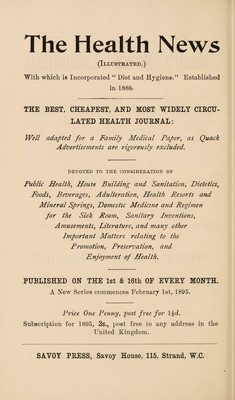 The Health News
(ILLUSTRATED.)
With which is Incorporated "Diet and Hygiene." Established
in 1888.
THE BEST, CHEAPEST, AND MOST WIDELY CIRCU-
LATED HEALTH JOURNAL:
Well adapted for a Family Medical Paper, as Quack
Advertisments are rigorously excluded.
DEVOTED TO THE CONSIDERATION OF
Public Health, House Building and Sanitation, Dietetics,
Foods, Beverages, Adulteration, Health Resorts and
Mineral Springs, Domestic Medicine and Regimen
for the Sick Room, Sanitary Inventions,
Amusements, Literature, and many other
Important Matters relating to the
Promotion, Preservation, and
Enjoyment of Health.
PUBLISHED ON THE 1st & 16th OF EVERY MONTH.
A New Series commences February 1st, 1895.
Price One Penny, post free for 1½d.
Subscription for 1895, 3s., post free to any address in the
United Kingdom.
SAVOY PRESS, Savoy House, 115, Strand, W.C.